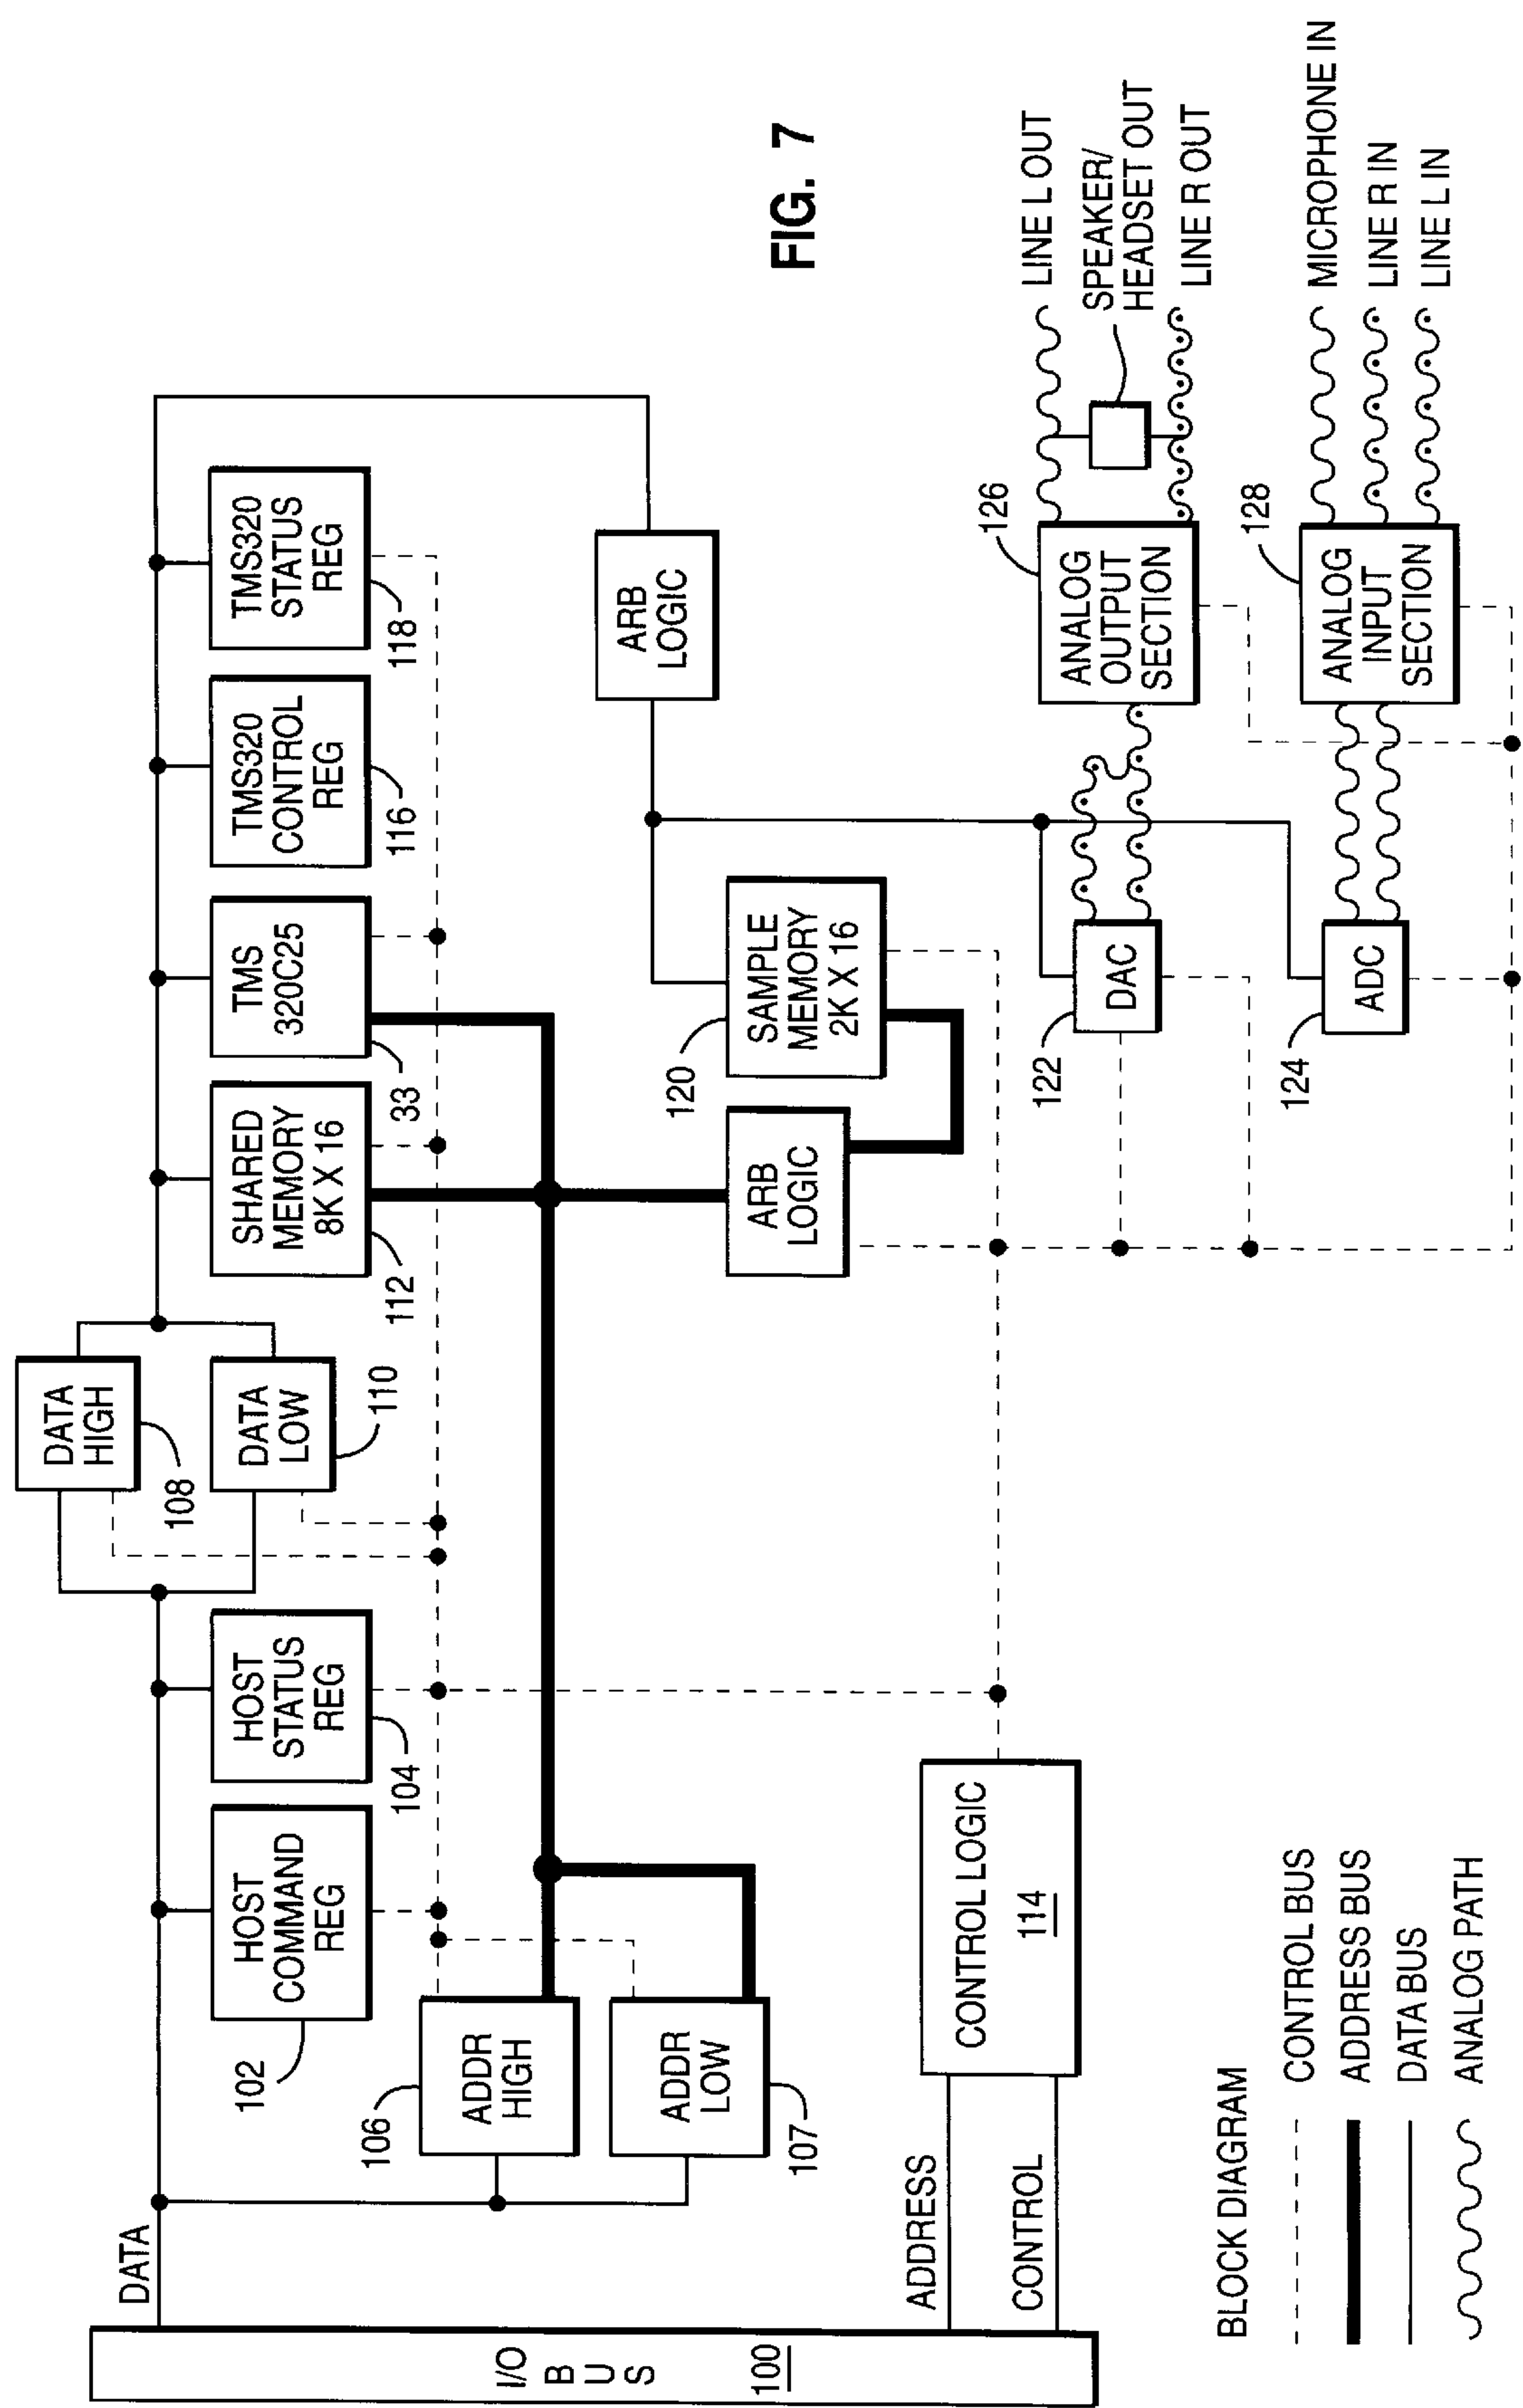 FIG. 7
I/O
B
U
S
100
DATA
ADDRESS
CONTROL
HOST
COMMAND
REG
102
HOST
STATUS
REG
104
ADDR
HIGH
106
ADDR
LOW
107
DATA
HIGH
108
DATA
LOW
110
SHARED
MEMORY
8K X 16
112
TMS
320C25
33
TMS320
CONTROL
REG
116
TMS320
STATUS
REG
118
ARB
LOGIC
ARB
LOGIC
SAMPLE
MEMORY
2K X 16
120
CONTROL LOGIC
114
DAC
122
ADC
124
ANALOG
OUTPUT
SECTION
126
ANALOG
INPUT
SECTION
128
LINE L OUT
SPEAKER/
HEADSET OUT
LINE R OUT
MICROPHONE IN
LINE R IN
LINE L IN
BLOCK DIAGRAM
CONTROL BUS
ADDRESS BUS
DATA BUS
ANALOG PATH